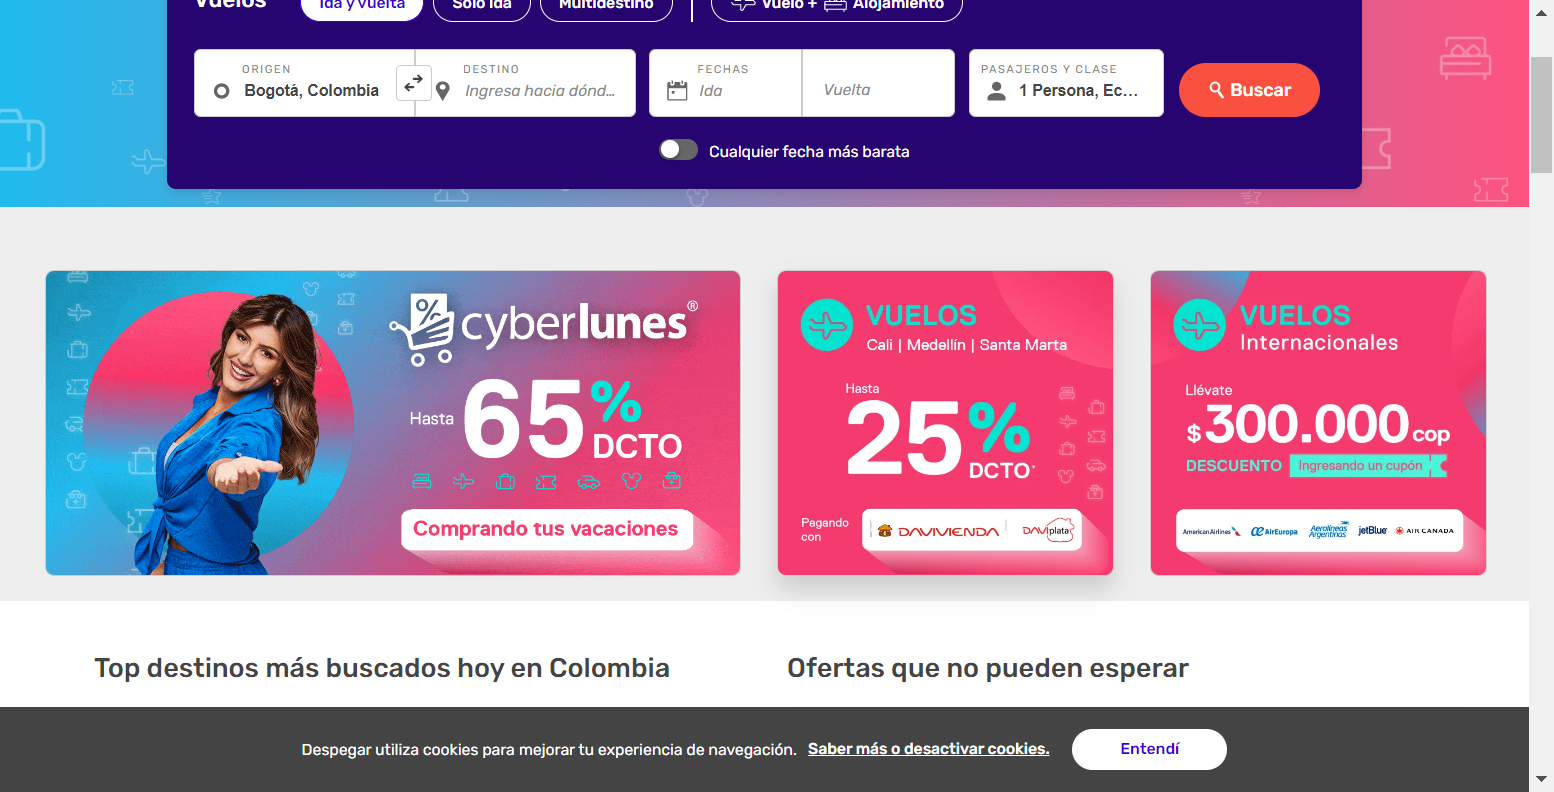 Vuelos
Ida y vuelta
Solo ida
Multidestino
Vuelo +
Alojamiento
ORIGEN
Bogotá, Colombia
DESTINO
Ingresa hacia dónd...
FECHAS
Ida
Vuelta
PASAJEROS Y CLASE
1 Persona, Ec...
Buscar
Cualquier fecha más barata
% cyberlunes®
Hasta 65% DCTO
Comprando tus vacaciones
VUELOS
Cali | Medellín | Santa Marta
Hasta
25% DCTO*
Pagando con
DAVIVIENDA
DAVIplata
VUELOS
Internacionales
Llévate
$300.000 cop
DESCUENTO Ingresando un cupón
American Airlines
AirEuropa
Aerolíneas Argentinas
jetBlue
AIR CANADA
Top destinos más buscados hoy en Colombia
Ofertas que no pueden esperar
Despegar utiliza cookies para mejorar tu experiencia de navegación. Saber más o desactivar cookies.
Entendí